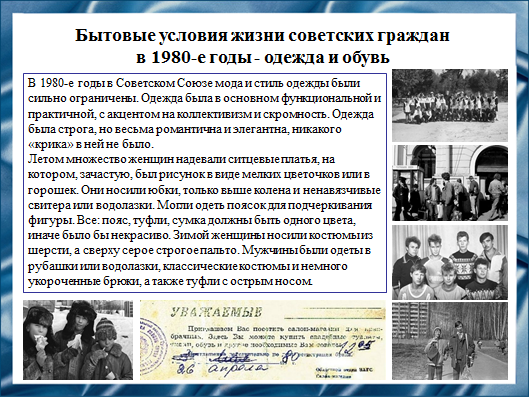 Бытовые условия жизни советских граждан
в 1980-е годы - одежда и обувь
В 1980-е годы в Советском Союзе мода и стиль одежды были
сильно ограничены. Одежда была в основном функциональной и
практичной, с акцентом на коллективизм и скромность. Одежда
была строга, но весьма романтична и элегантна, никакого
«крика» в ней не было.
Летом множество женщин надевали ситцевые платья, на
котором, зачастую, был рисунок в виде мелких цветочков или в
горошек. Они носили юбки, только выше колена и ненавязчивые
свитера или водолазки. Могли одеть поясок для подчеркивания
фигуры. Все: пояс, туфли, сумка должны быть одного цвета,
иначе было бы некрасиво. Зимой женщины носили костюмы из
шерсти, а сверху серое строгое пальто. Мужчины были одеты в
рубашки или водолазки, классические костюмы и немного
укороченные брюки, а также туфли с острым носом.
УВАЖАЕМЫЕ
Приглашаем Вас посетить салон-магазин для ново-
брачных. Здесь Вы можете купить свадебные туалеты,
обувь и другие необходимые Вам
26 апреля 80